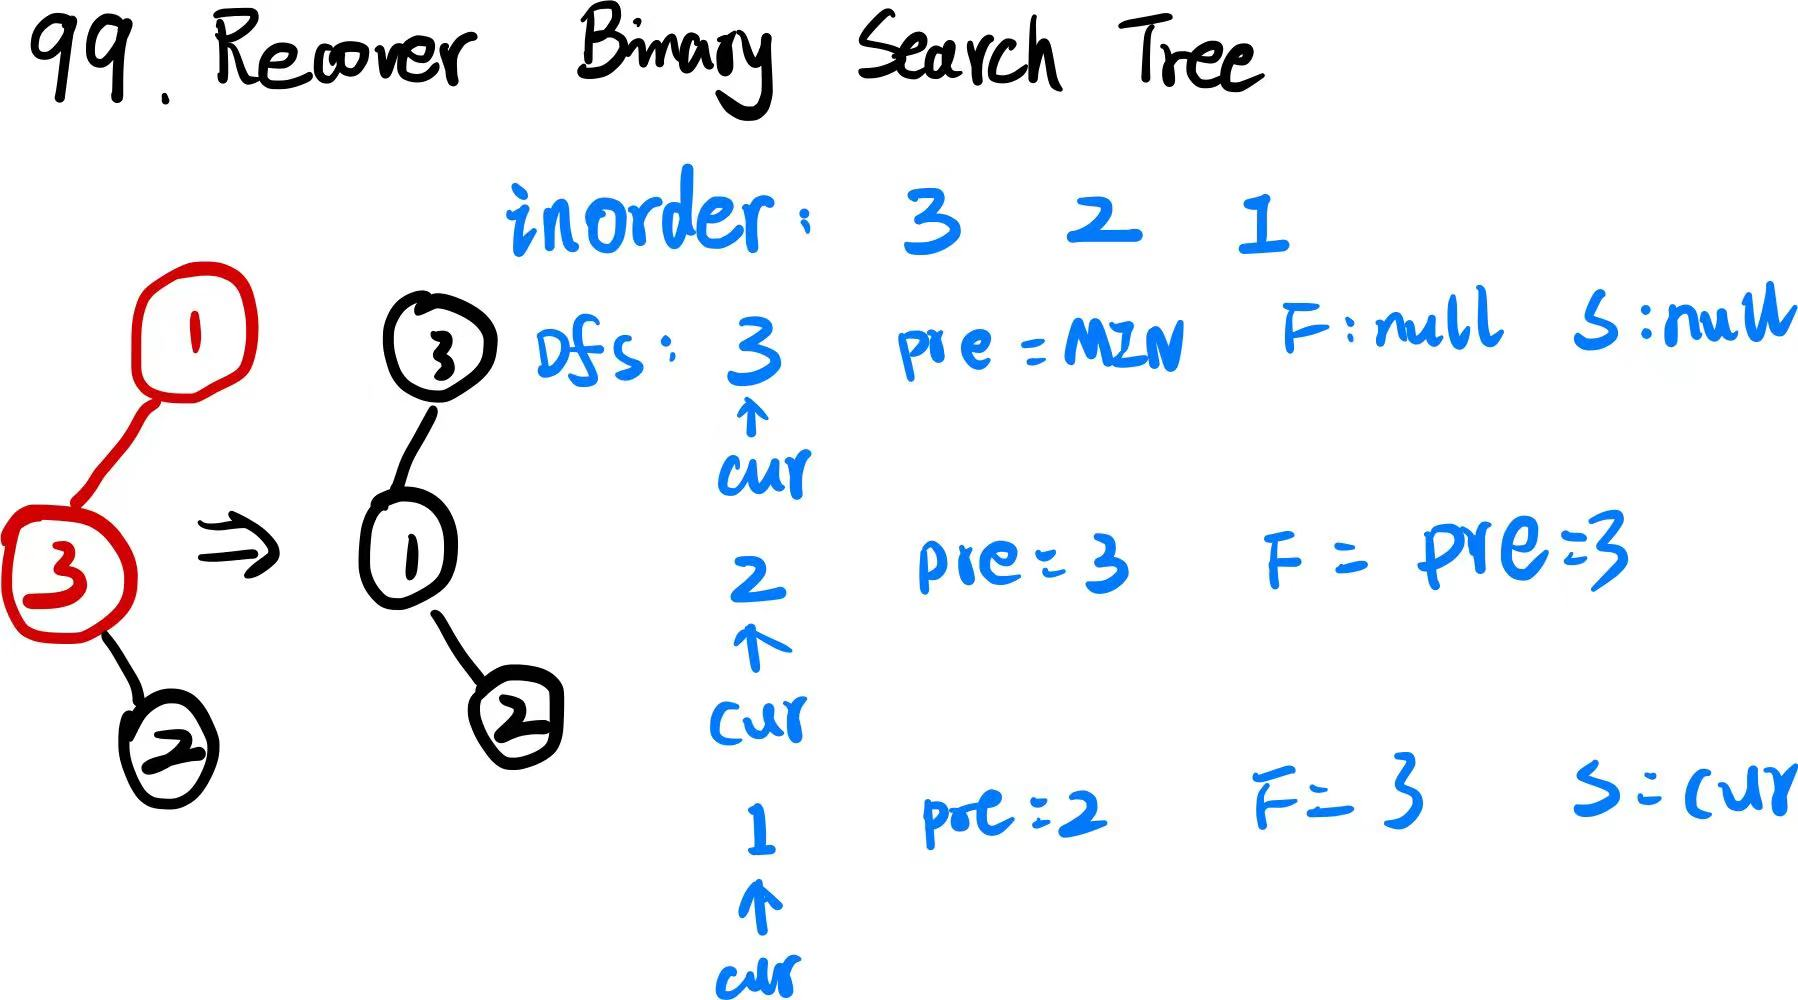 99. Recover Binary Search Tree
inorder: 3 2 1
1
3
2
⇒
3
1
2
Dfs: 3 pre = MIN F: null S: null
↑
cur
2 pre = 3 F = pre = 3
↑
cur
1 pre = 2 F = 3 S = cur
↑
cur